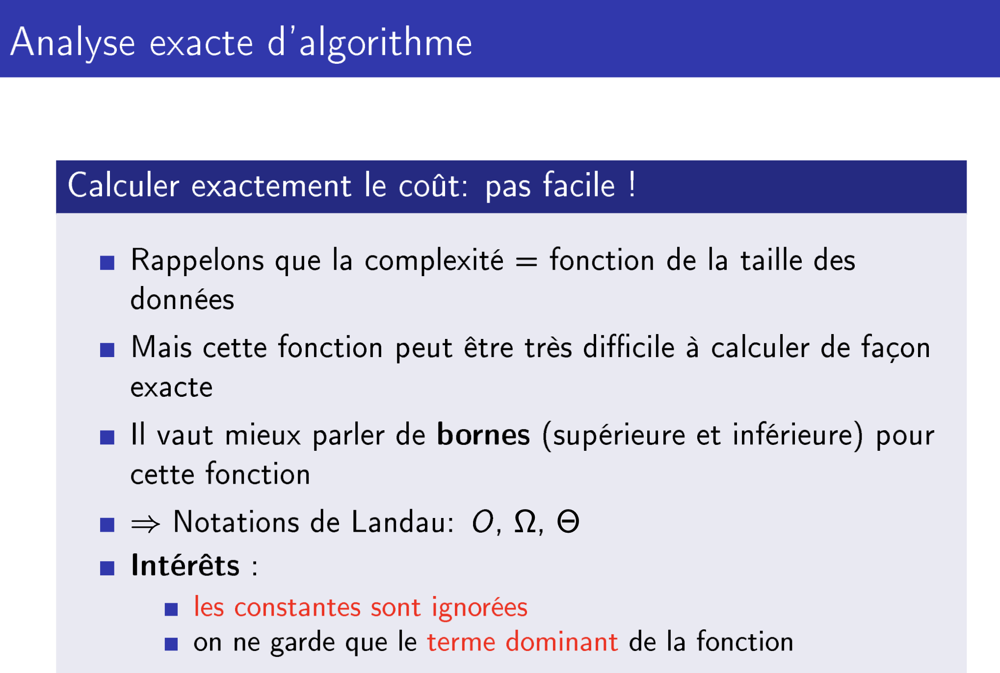 Analyse exacte d'algorithme
Calculer exactement le coût: pas facile !
Rappelons que la complexité = fonction de la taille des
données
Mais cette fonction peut être très difficile à calculer de façon
exacte
Il vaut mieux parler de bornes (supérieure et inférieure) pour
cette fonction
⇒ Notations de Landau: O, Ω, Θ
Intérêts :
les constantes sont ignorées
on ne garde que le terme dominant de la fonction